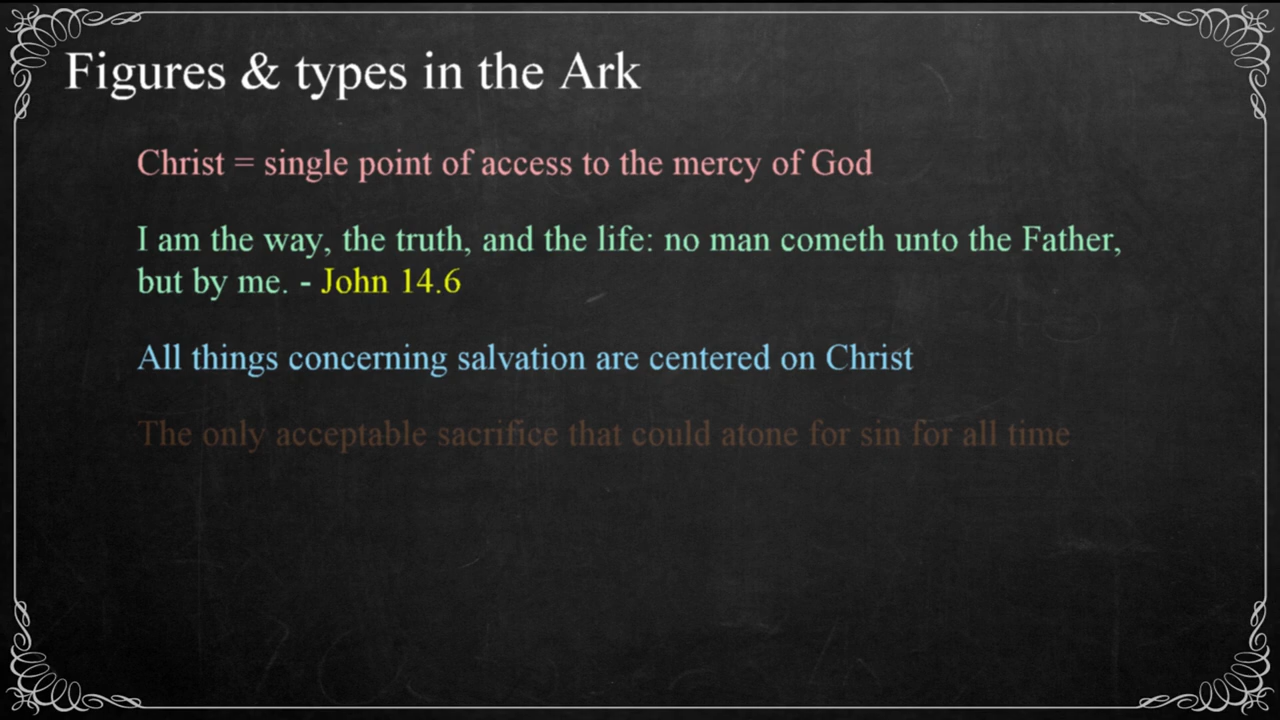 Figures & types in the Ark
Christ = single point of access to the mercy of God
I am the way, the truth, and the life: no man cometh unto the Father,
but by me. - John 14.6
All things concerning salvation are centered on Christ
The only acceptable sacrifice that could atone for sin for all time